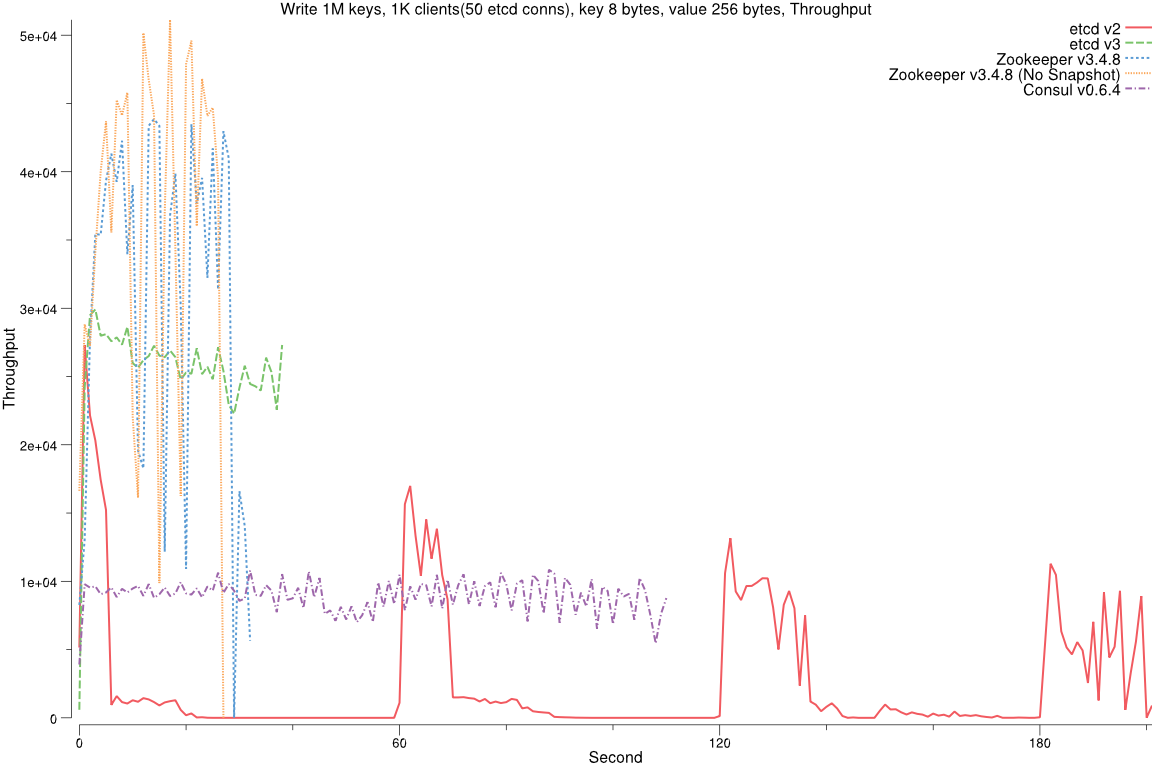 Write 1M keys, 1K clients(50 etcd conns), key 8 bytes, value 256 bytes, Throughput
etcd v2
etcd v3
Zookeeper v3.4.8
Zookeeper v3.4.8 (No Snapshot)
Consul v0.6.4
5e+04
4e+04
3e+04
2e+04
1e+04
0
Throughput
0
60
120
180
Second